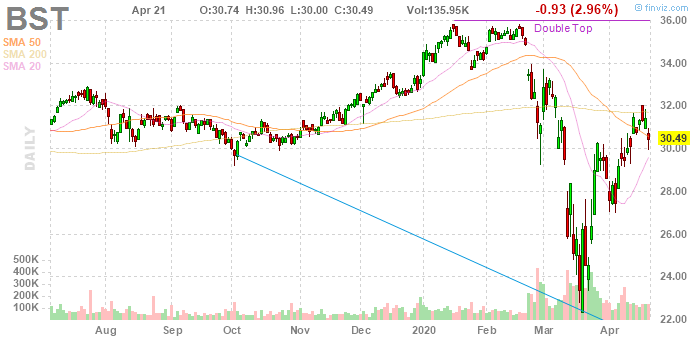 BST
Apr 21 O:30.74 H:30.96 L:30.00 C:30.49 Vol:135.95K -0.93 (2.96%)
© finviz.com
SMA 50
SMA 200
SMA 20
Double Top
DAILY
36.00
34.00
32.00
30.49
30.00
28.00
26.00
24.00
22.00
500K
400K
300K
200K
100K
Aug Sep Oct Nov Dec 2020 Feb Mar Apr